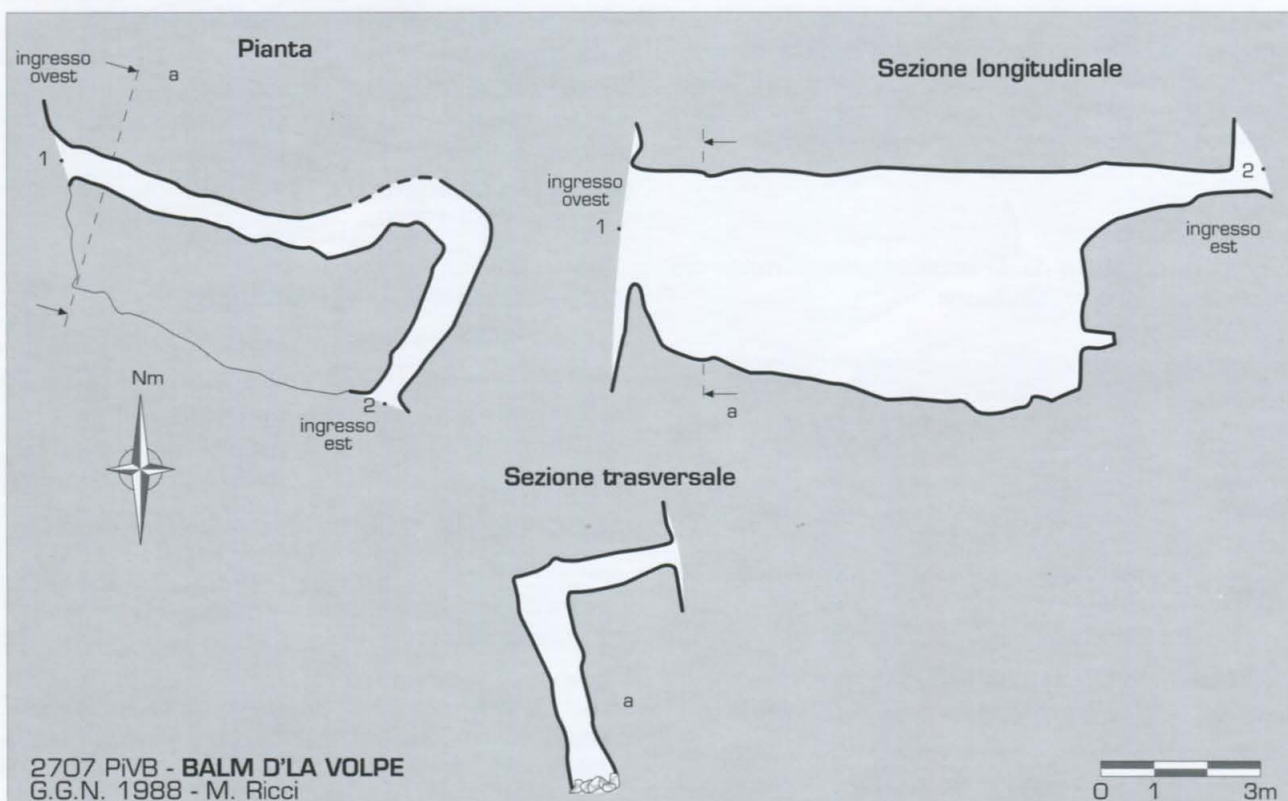 Pianta
ingresso
ovest
a
1
2
ingresso
est
Nm
Sezione longitudinale
ingresso
ovest
1
2
ingresso
est
a
Sezione trasversale
a
2707 PiVB - BALM D'LA VOLPE
G.G.N. 1988 - M. Ricci
0 1 3m